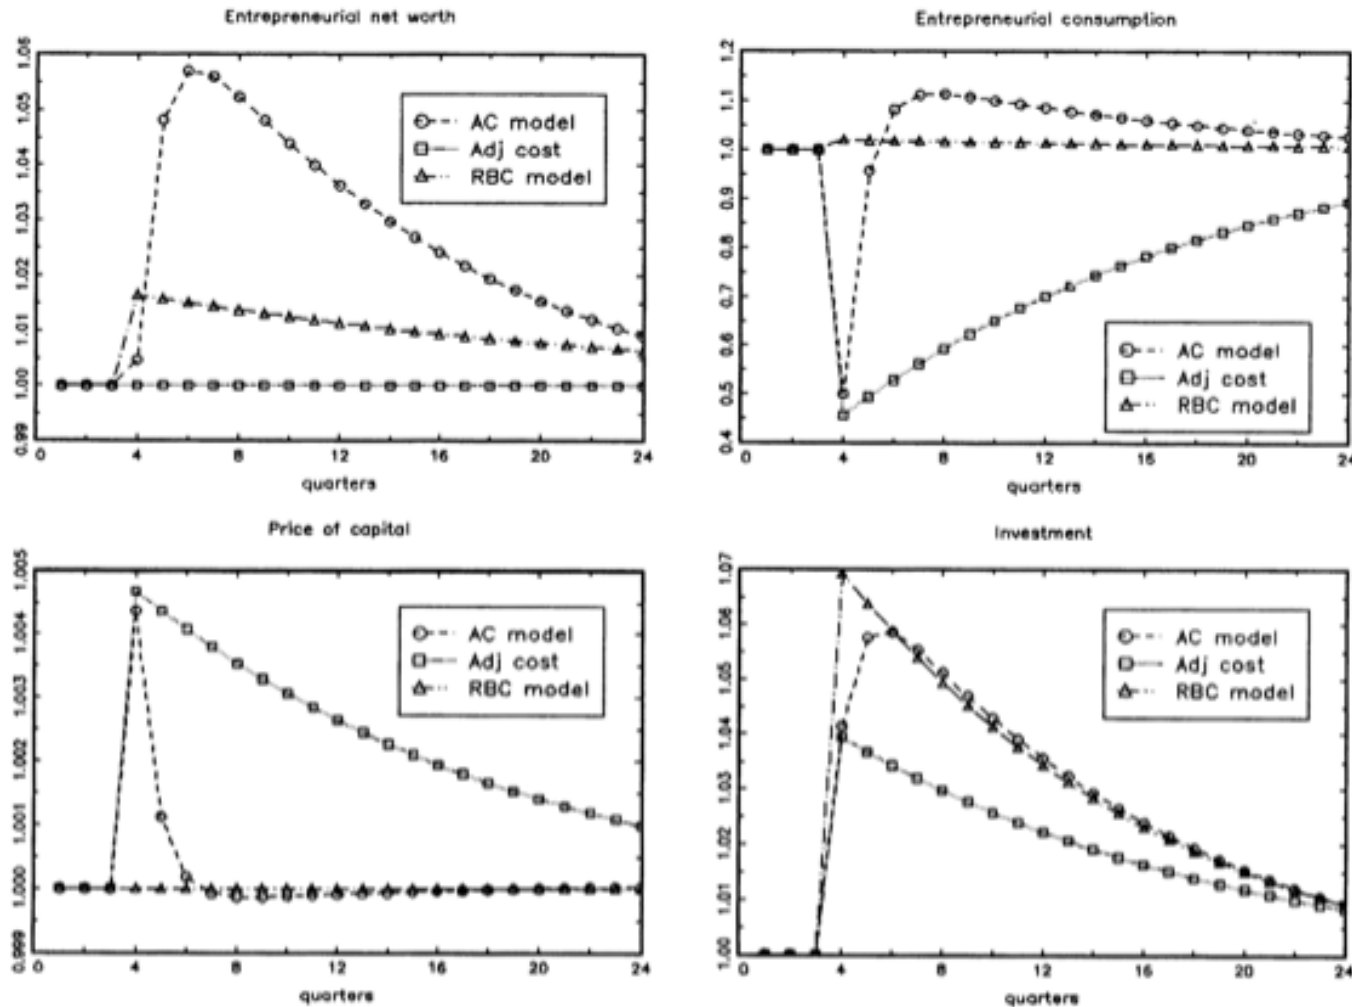 Entrepreneurial net worth
1.06
1.05
1.04
1.03
1.02
1.01
1.00
0.99
AC model
Adj cost
RBC model
0 4 8 12 16 20 24
quarters
Entrepreneurial consumption
1.2
1.1
1.0
0.9
0.8
0.7
0.6
0.5
0.4
AC model
Adj cost
RBC model
0 4 8 12 16 20 24
quarters
Price of capital
1.005
1.004
1.003
1.002
1.001
1.000
0.999
AC model
Adj cost
RBC model
0 4 8 12 16 20 24
quarters
Investment
1.07
1.06
1.05
1.04
1.03
1.02
1.01
1.00
AC model
Adj cost
RBC model
0 4 8 12 16 20 24
quarters